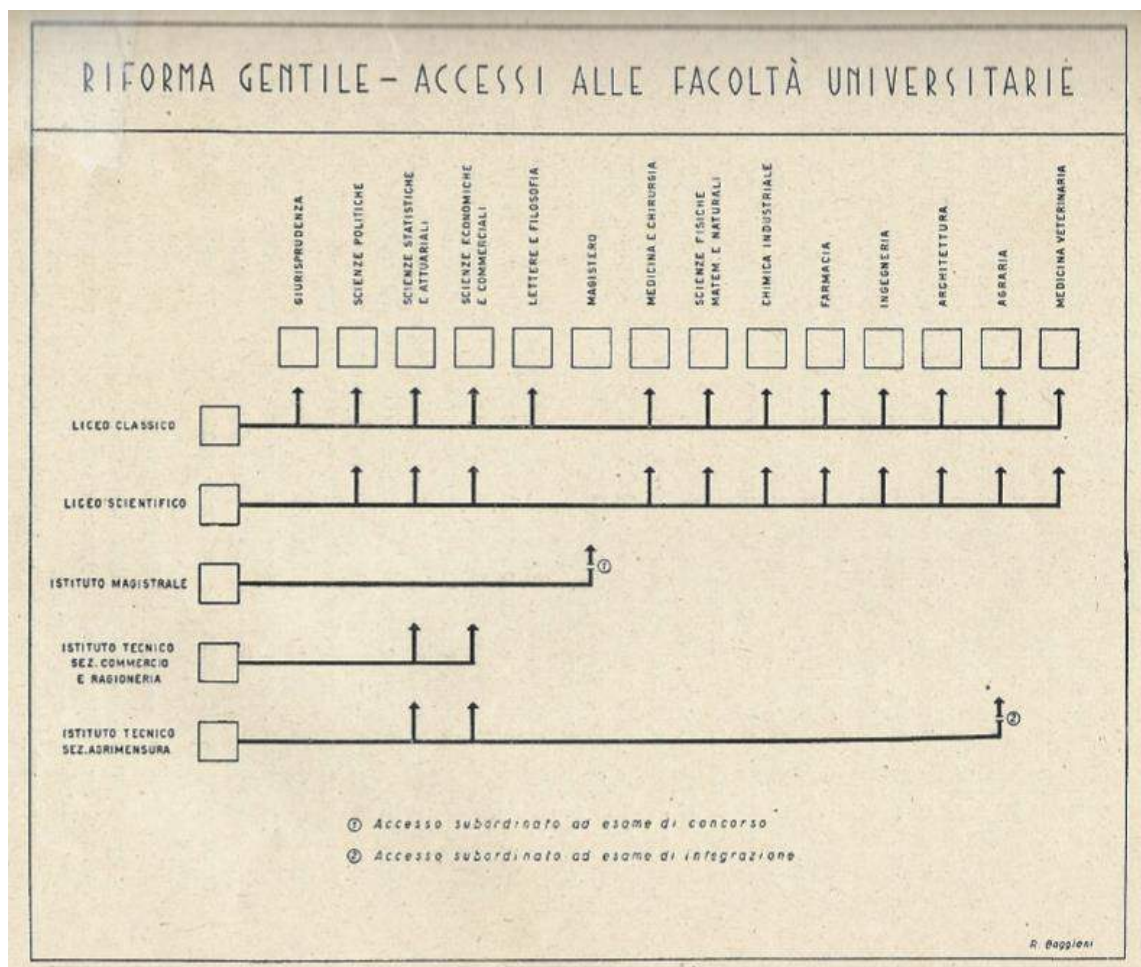 RIFORMA GENTILE – ACCESSI ALLE FACOLTÀ UNIVERSITARIE
GIURISPRUDENZA
SCIENZE POLITICHE
SCIENZE STATISTICHE
E ATTUARIALI
SCIENZE ECONOMICHE
E COMMERCIALI
LETTERE E FILOSOFIA
MAGISTERO
MEDICINA E CHIRURGIA
SCIENZE FISICHE
MATEM. E NATURALI
CHIMICA INDUSTRIALE
FARMACIA
INGEGNERIA
ARCHITETTURA
AGRARIA
MEDICINA VETERINARIA
LICEO CLASSICO
LICEO SCIENTIFICO
ISTITUTO MAGISTRALE
①
ISTITUTO TECNICO
SEZ. COMMERCIO
E RAGIONERIA
ISTITUTO TECNICO
SEZ. AGRIMENSURA
②
① Accesso subordinato ad esame di concorso
② Accesso subordinato ad esame di integrazione
R. Baggiani